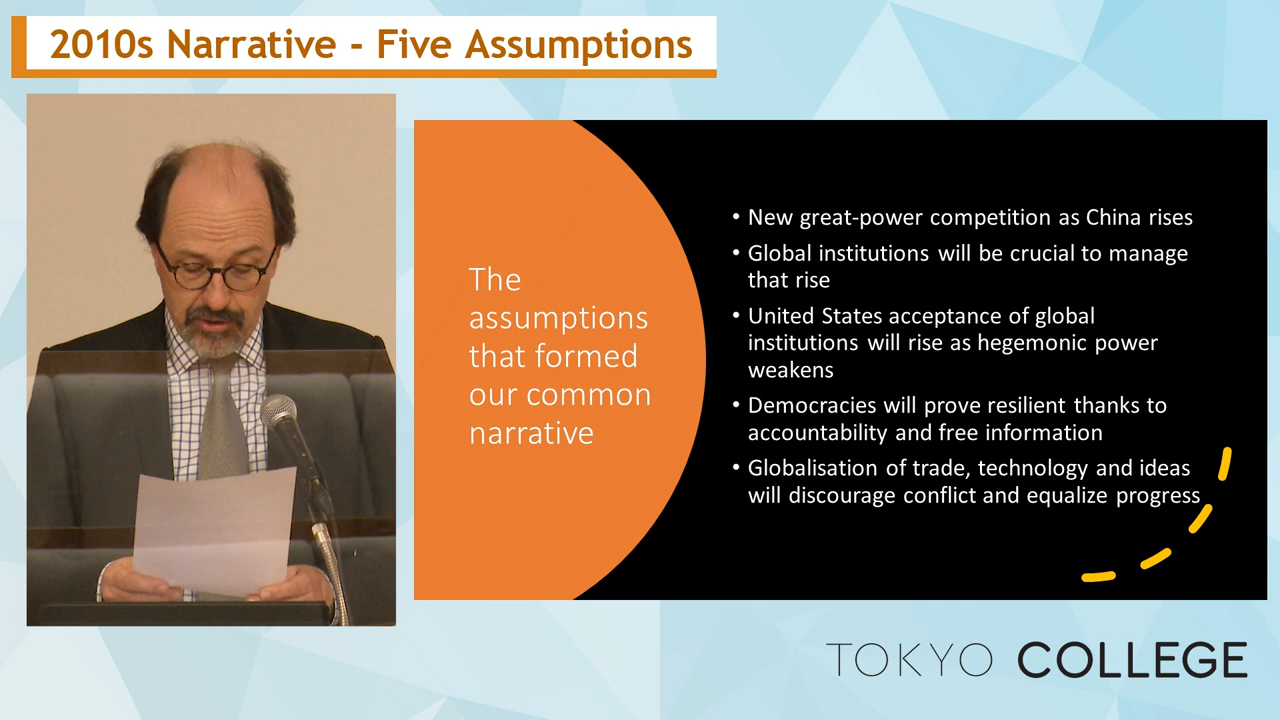 2010s Narrative - Five Assumptions
The
assumptions
that formed
our common
narrative
• New great-power competition as China rises
• Global institutions will be crucial to manage
that rise
• United States acceptance of global
institutions will rise as hegemonic power
weakens
• Democracies will prove resilient thanks to
accountability and free information
• Globalisation of trade, technology and ideas
will discourage conflict and equalize progress
TOKYO COLLEGE